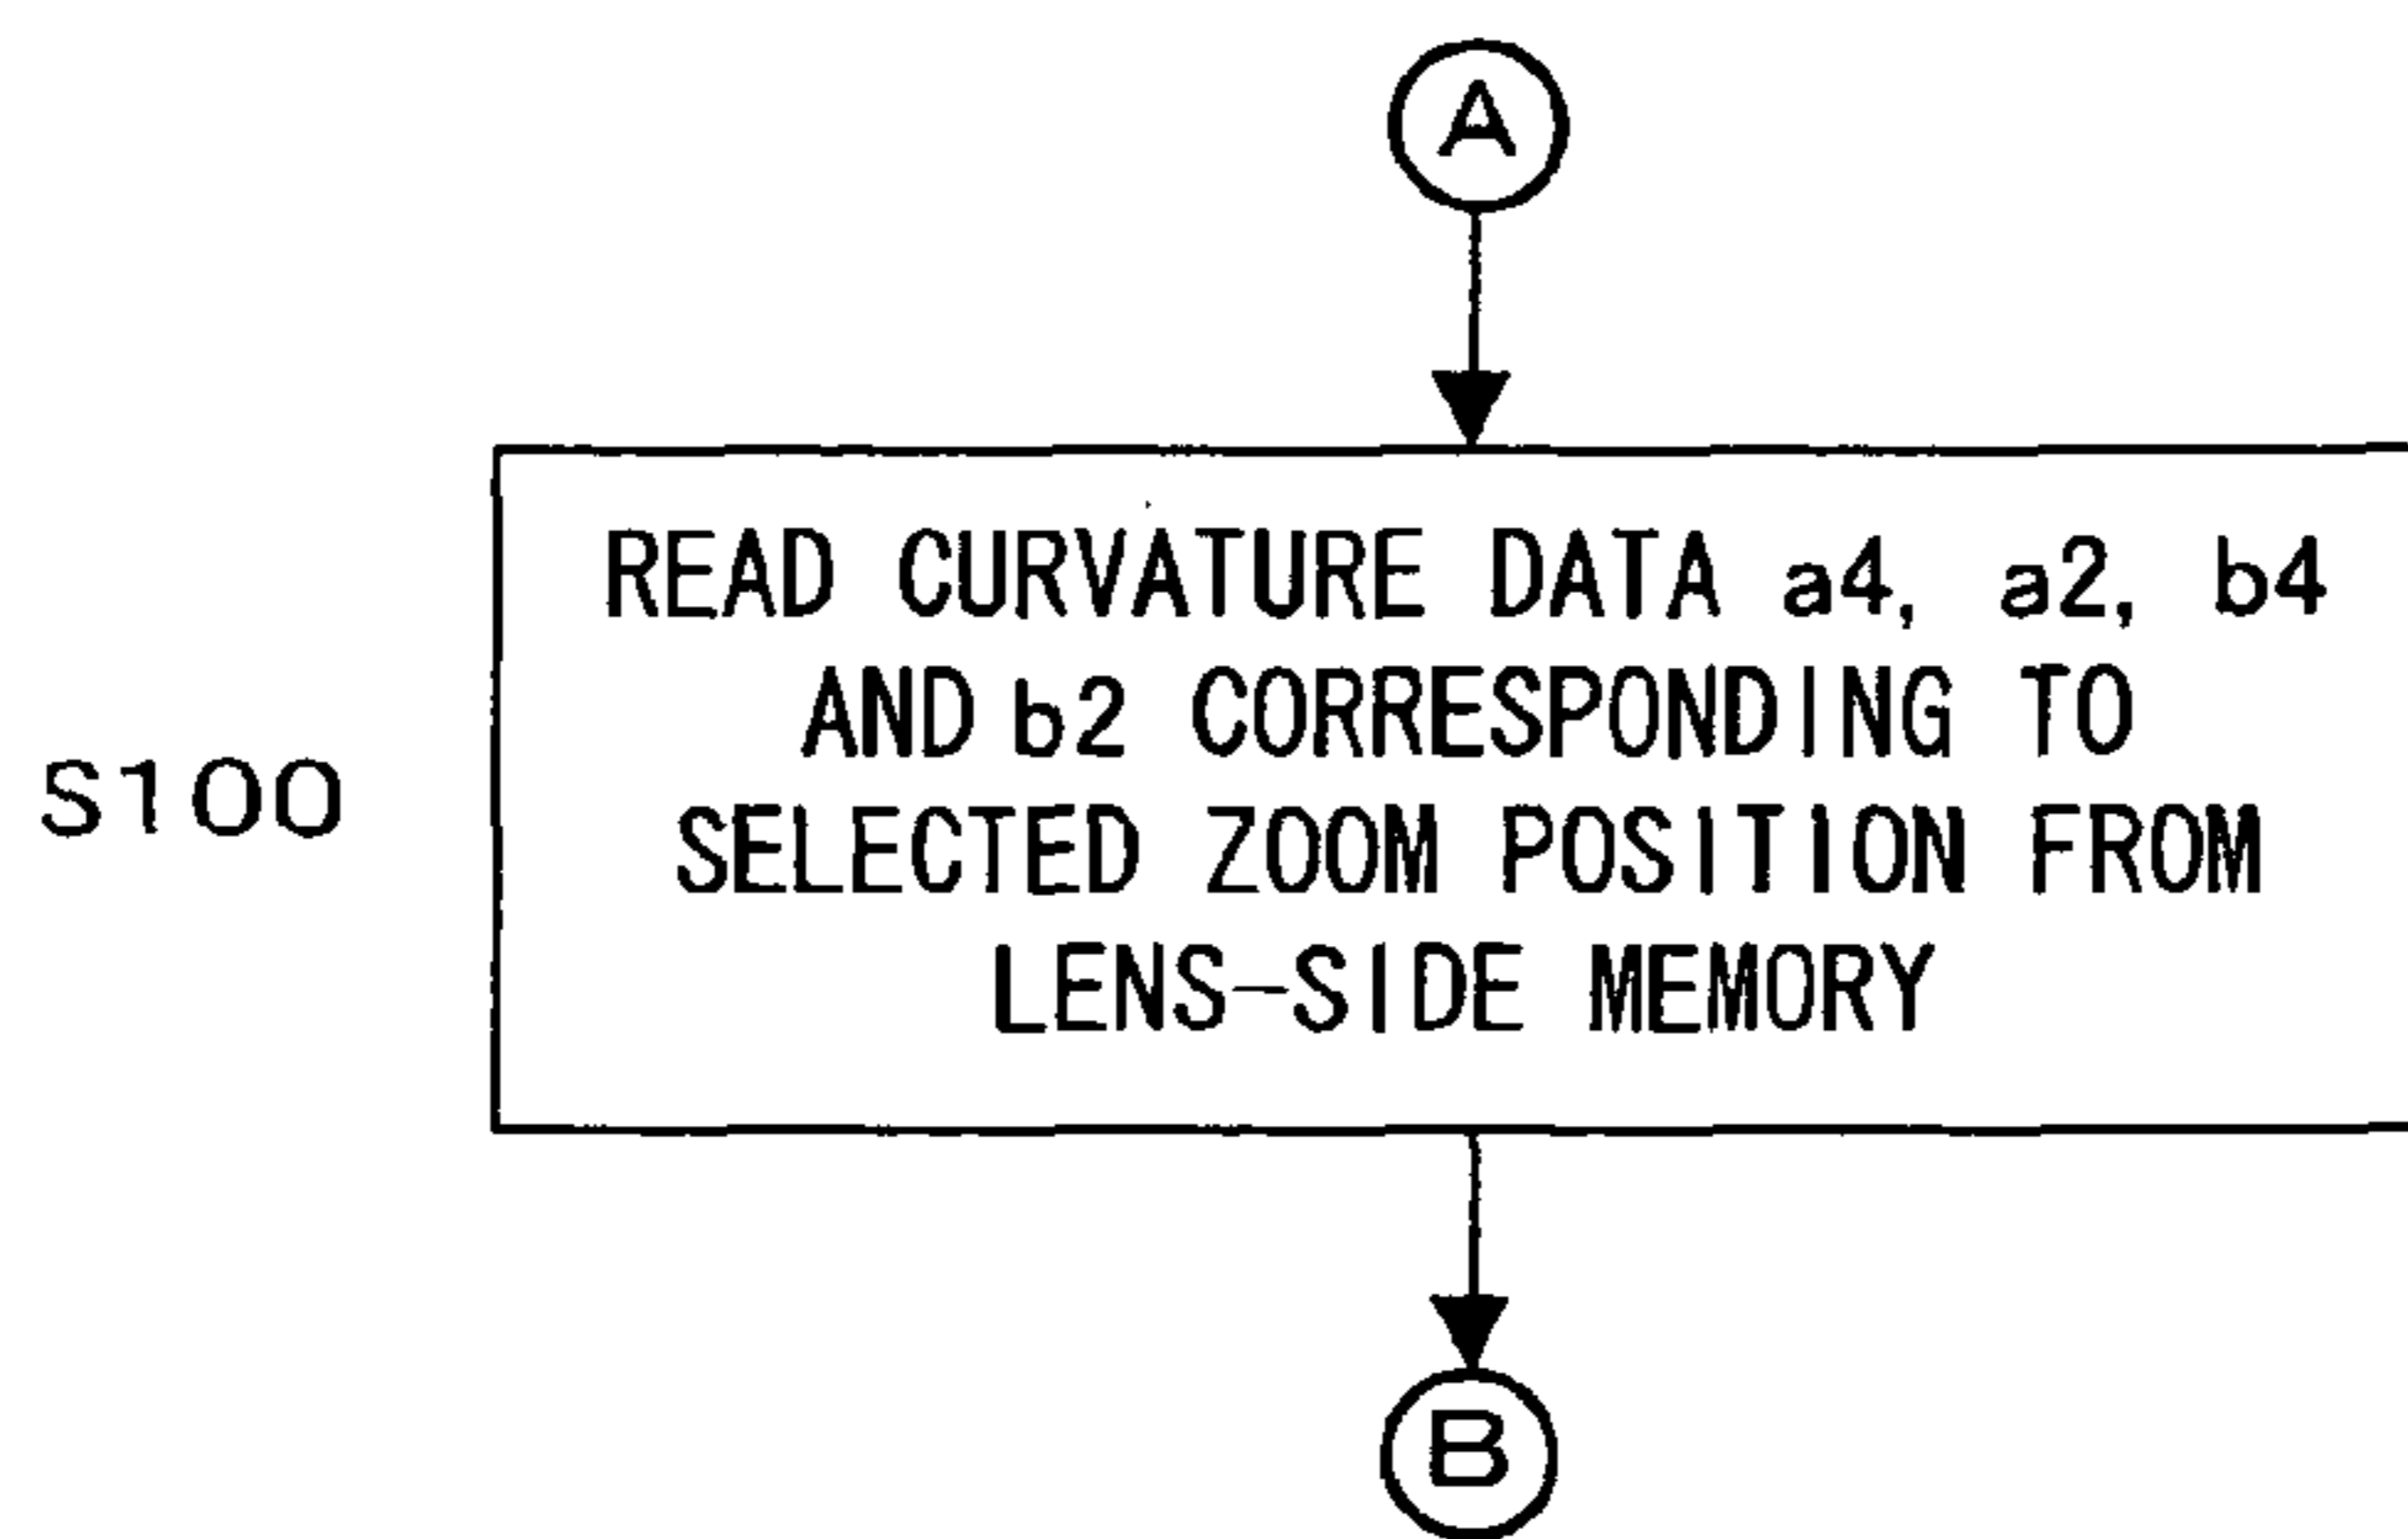 A
READ CURVATURE DATA a4, a2, b4
AND b2 CORRESPONDING TO
S100
SELECTED ZOOM POSITION FROM
LENS-SIDE MEMORY
B